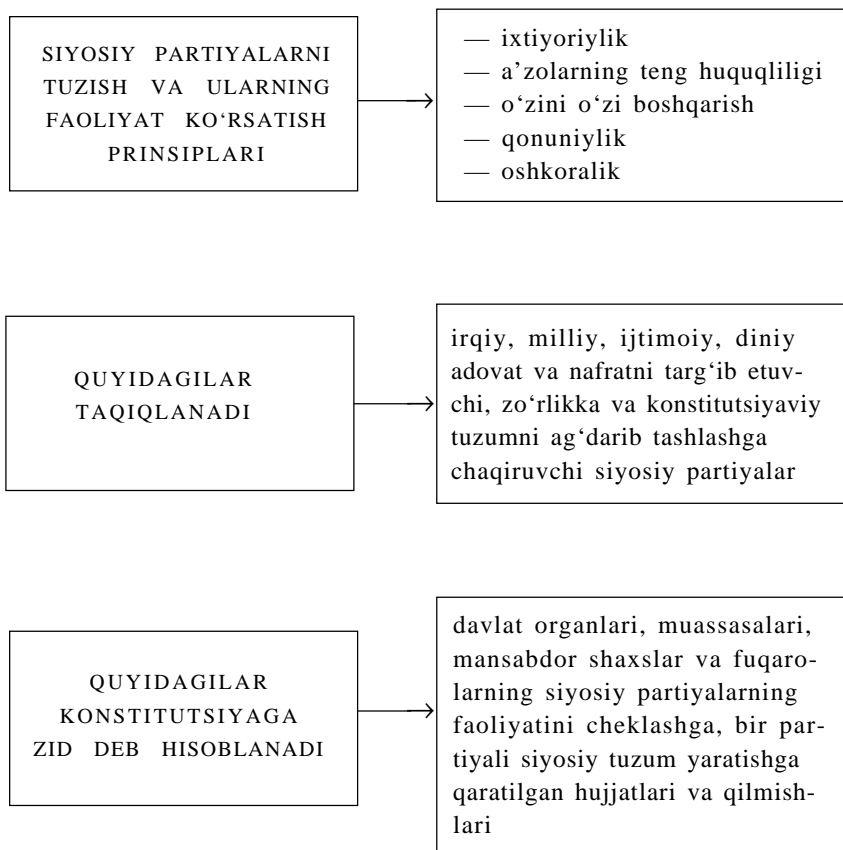 SIYOSIY PARTIYALARNI
TUZISH VA ULARNING
FAOLIYAT KO‘RSATISH
PRINSIPLARI
— ixtiyoriylik
— a’zolarning teng huquqliligi
— o‘zini o‘zi boshqarish
— qonuniylik
— oshkoralik
QUYIDAGILAR
TAQIQLANADI
irqiy, milliy, ijtimoiy, diniy
adovat va nafratni targ‘ib etuv-
chi, zo‘rlikka va konstitutsiyaviy
tuzumni ag‘darib tashlashga
chaqiruvchi siyosiy partiyalar
QUYIDAGILAR
KONSTITUTSIYAGA
ZID DEB HISOBLANADI
davlat organlari, muassasalari,
mansabdor shaxslar va fuqaro-
larning siyosiy partiyalarning
faoliyatini cheklashga, bir par-
tiyali siyosiy tuzum yaratishga
qaratilgan hujjatlari va qilmish-
lari